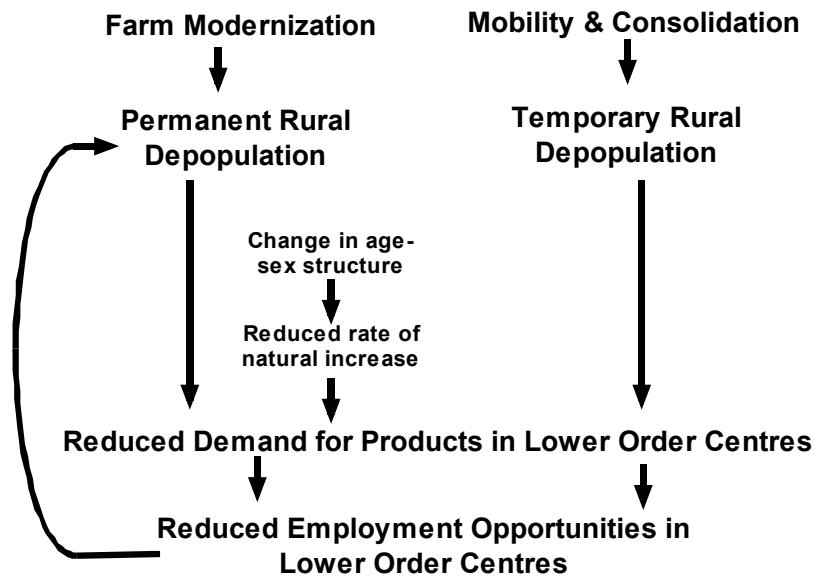 Farm Modernization
Mobility & Consolidation
Permanent Rural
Depopulation
Temporary Rural
Depopulation
Change in age-
sex structure
Reduced rate of
natural increase
Reduced Demand for Products in Lower Order Centres
Reduced Employment Opportunities in
Lower Order Centres